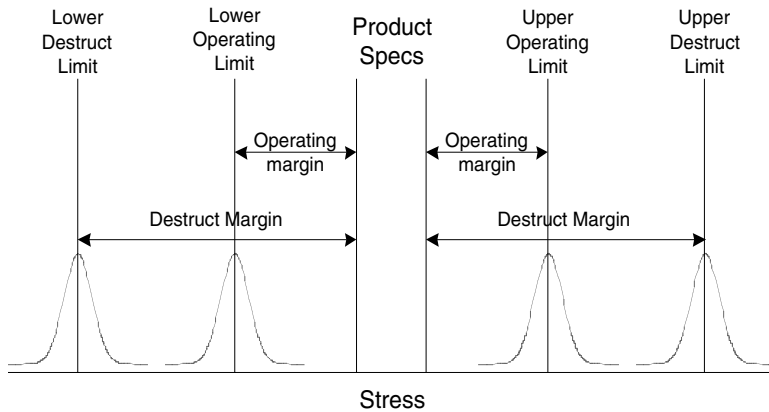 Lower
Destruct
Limit
Lower
Operating
Limit
Product
Specs
Upper
Operating
Limit
Upper
Destruct
Limit
Operating
margin
Operating
margin
Destruct Margin
Destruct Margin
Stress